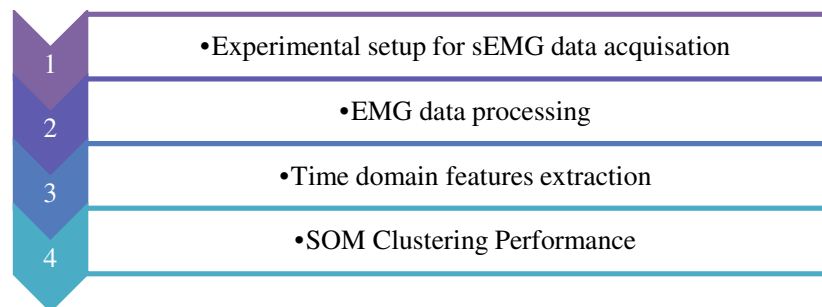 1
•Experimental setup for sEMG data acquisation
2
•EMG data processing
3
•Time domain features extraction
4
•SOM Clustering Performance